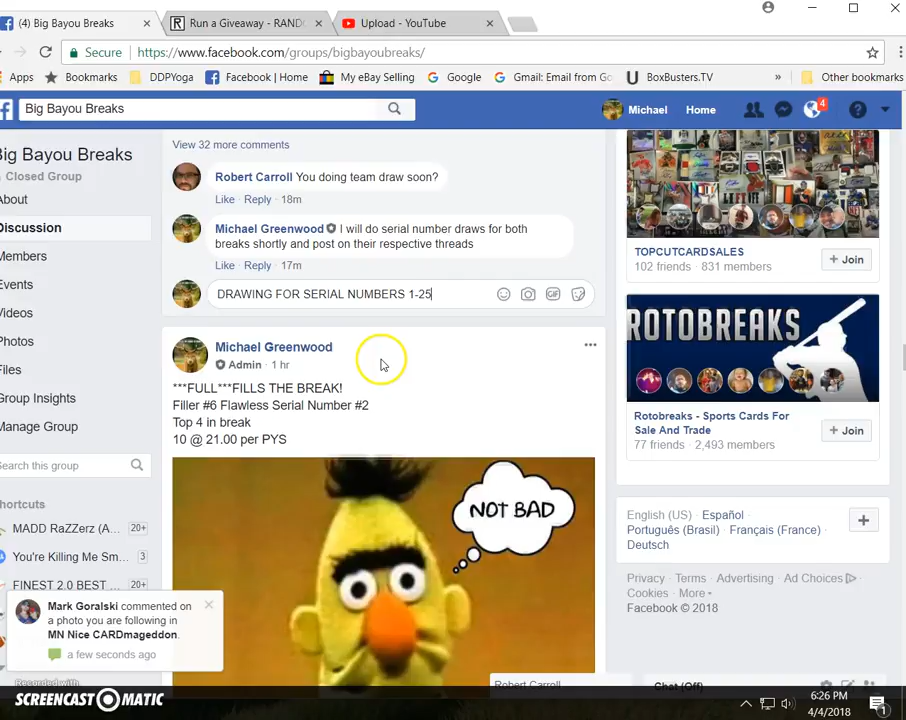 (4) Big Bayou Breaks
Run a Giveaway - RAND
Upload - YouTube
Secure
https://www.facebook.com/groups/bigbayoubreaks/
Apps
Bookmarks
DDPYoga
Facebook | Home
My eBay Selling
Google
Gmail: Email from Go
BoxBusters.TV
»
Other bookmarks
Big Bayou Breaks
Michael
Home
4
ig Bayou Breaks
Closed Group
About
Discussion
Members
Events
Videos
Photos
Files
Group Insights
Manage Group
Search this group
hortcuts
MADD RaZZerz (A... 20+
You're Killing Me Sm... 3
FINEST 2.0 BEST ... 20+
View 32 more comments
Robert Carroll You doing team draw soon?
Like · Reply · 18m
Michael Greenwood I will do serial number draws for both
breaks shortly and post on their respective threads
Like · Reply · 17m
DRAWING FOR SERIAL NUMBERS 1-25
GIF
Michael Greenwood
Admin · 1 hr
***FULL***FILLS THE BREAK!
Filler #6 Flawless Serial Number #2
Top 4 in break
10 @ 21.00 per PYS
NOT BAD
TOPCUTCARDSALES
102 friends · 831 members
+ Join
ROTOBREAKS
Rotobreaks - Sports Cards For
Sale And Trade
77 friends · 2,493 members
+ Join
English (US) · Español ·
Português (Brasil) · Français (France) ·
Deutsch
Privacy · Terms · Advertising · Ad Choices ·
Cookies · More
Facebook © 2018
Mark Goralski commented on
a photo you are following in
MN Nice CARDmageddon.
a few seconds ago
Recorded with
SCREENCAST O MATIC
Robert Carroll
Chat (Off)
6:26 PM
4/4/2018
1